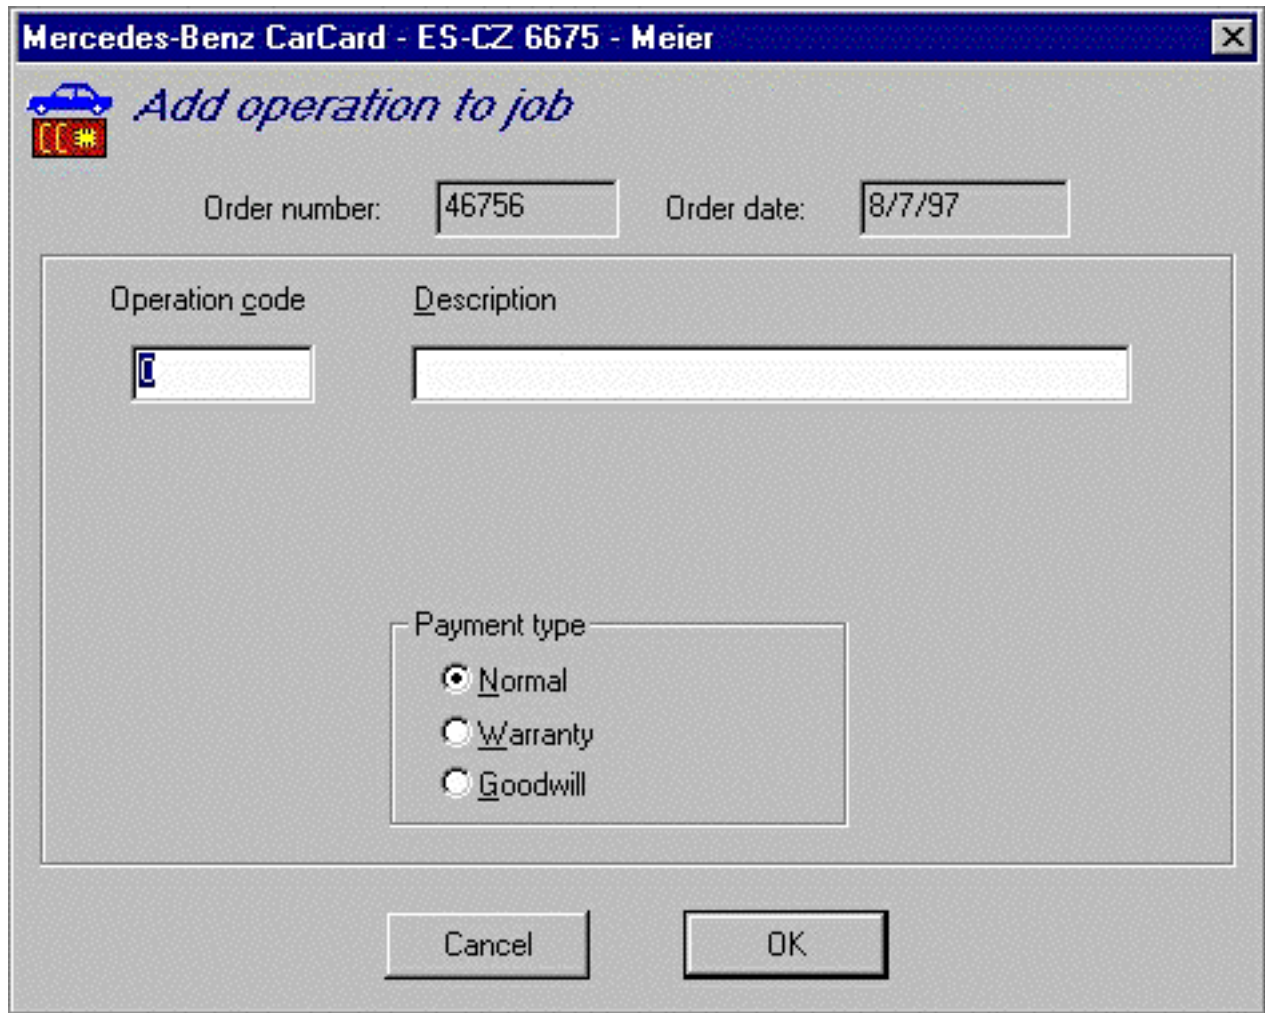 Mercedes-Benz CarCard - ES-CZ 6675 - Meier
Add operation to job
Order number: 46756 Order date: 8/7/97
Operation code Description
0
Payment type
Normal
Warranty
Goodwill
Cancel OK